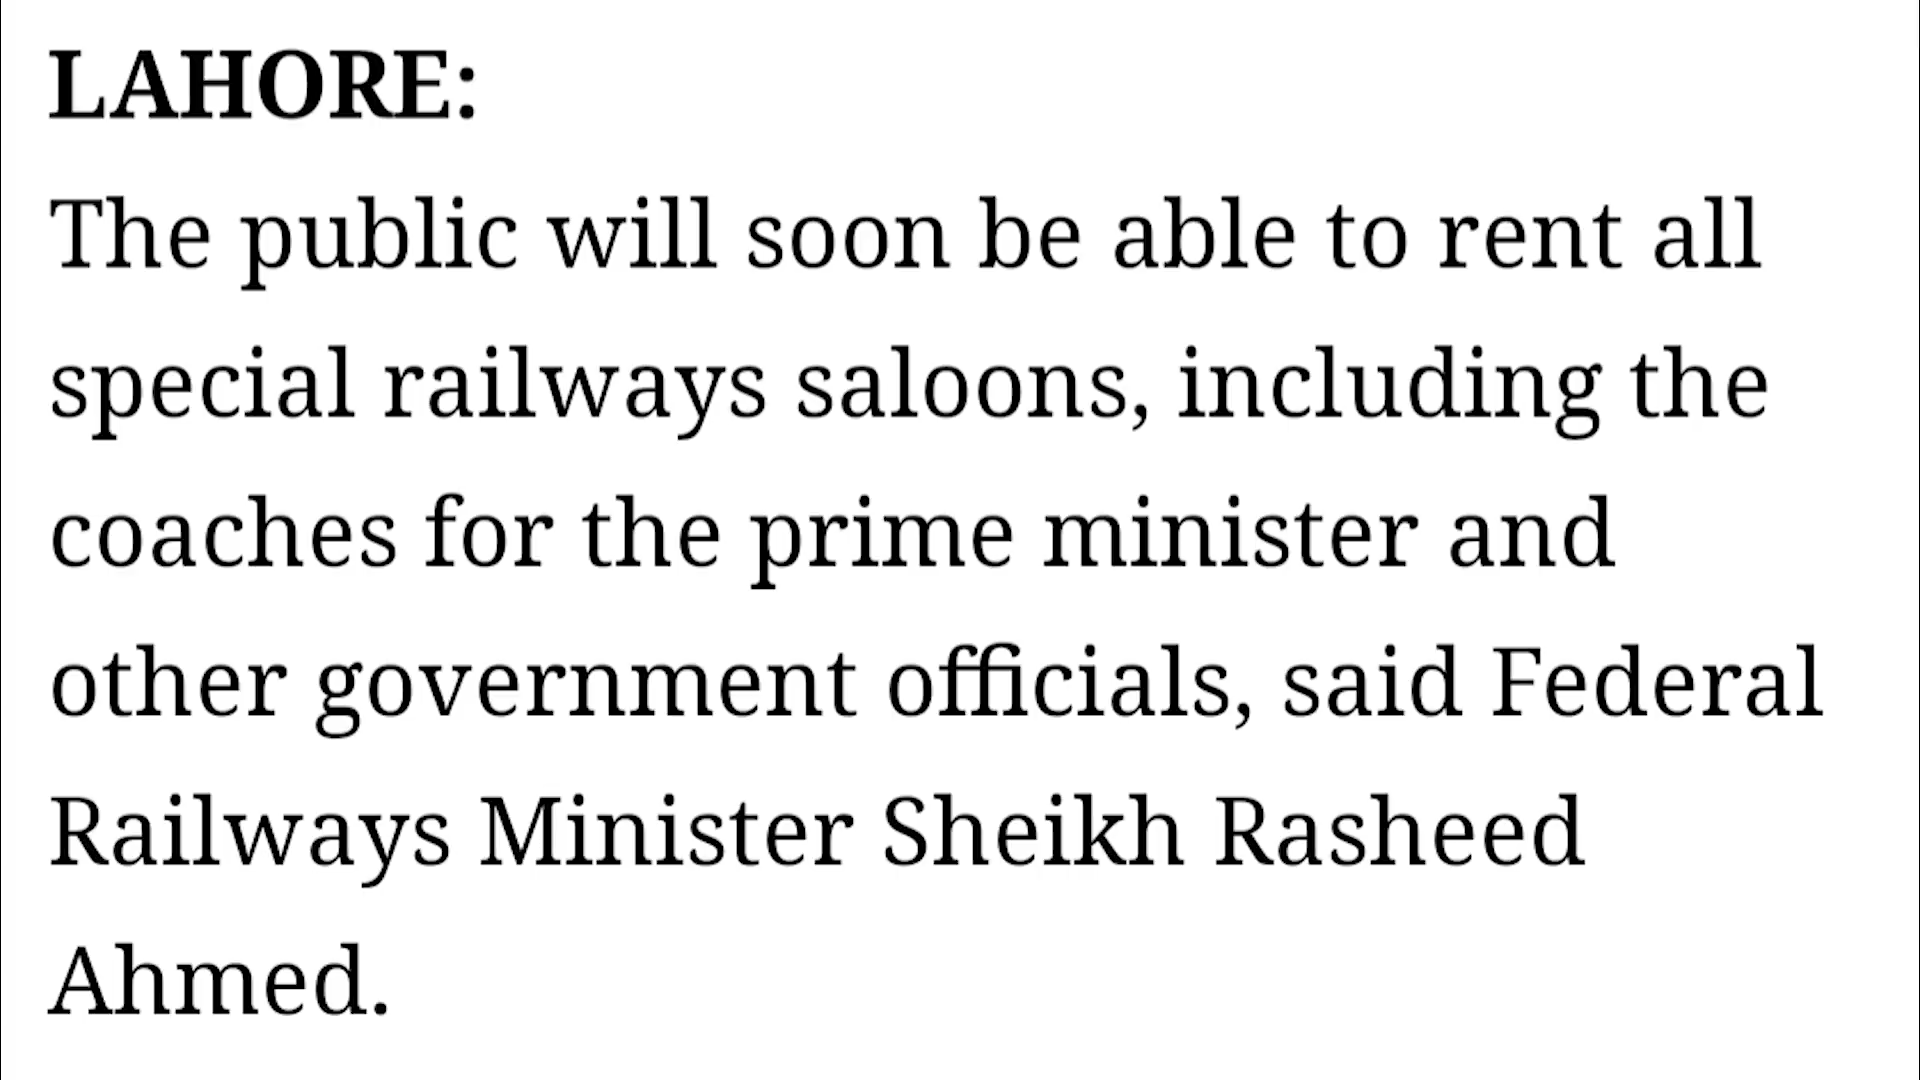 LAHORE:
The public will soon be able to rent all
special railways saloons, including the
coaches for the prime minister and
other government officials, said Federal
Railways Minister Sheikh Rasheed
Ahmed.